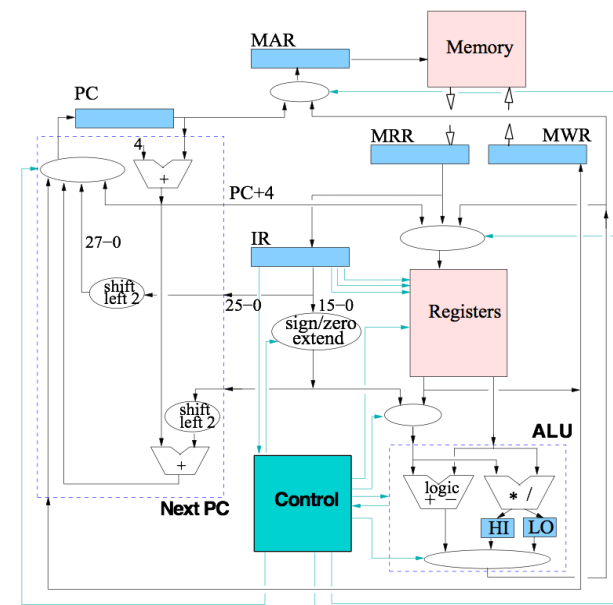 MAR
Memory
PC
4
+
MRR
MWR
PC+4
27−0
IR
shift
left 2
25−0
15−0
sign/zero
extend
Registers
shift
left 2
ALU
+
Control
logic
+ −
* /
Next PC
HI
LO